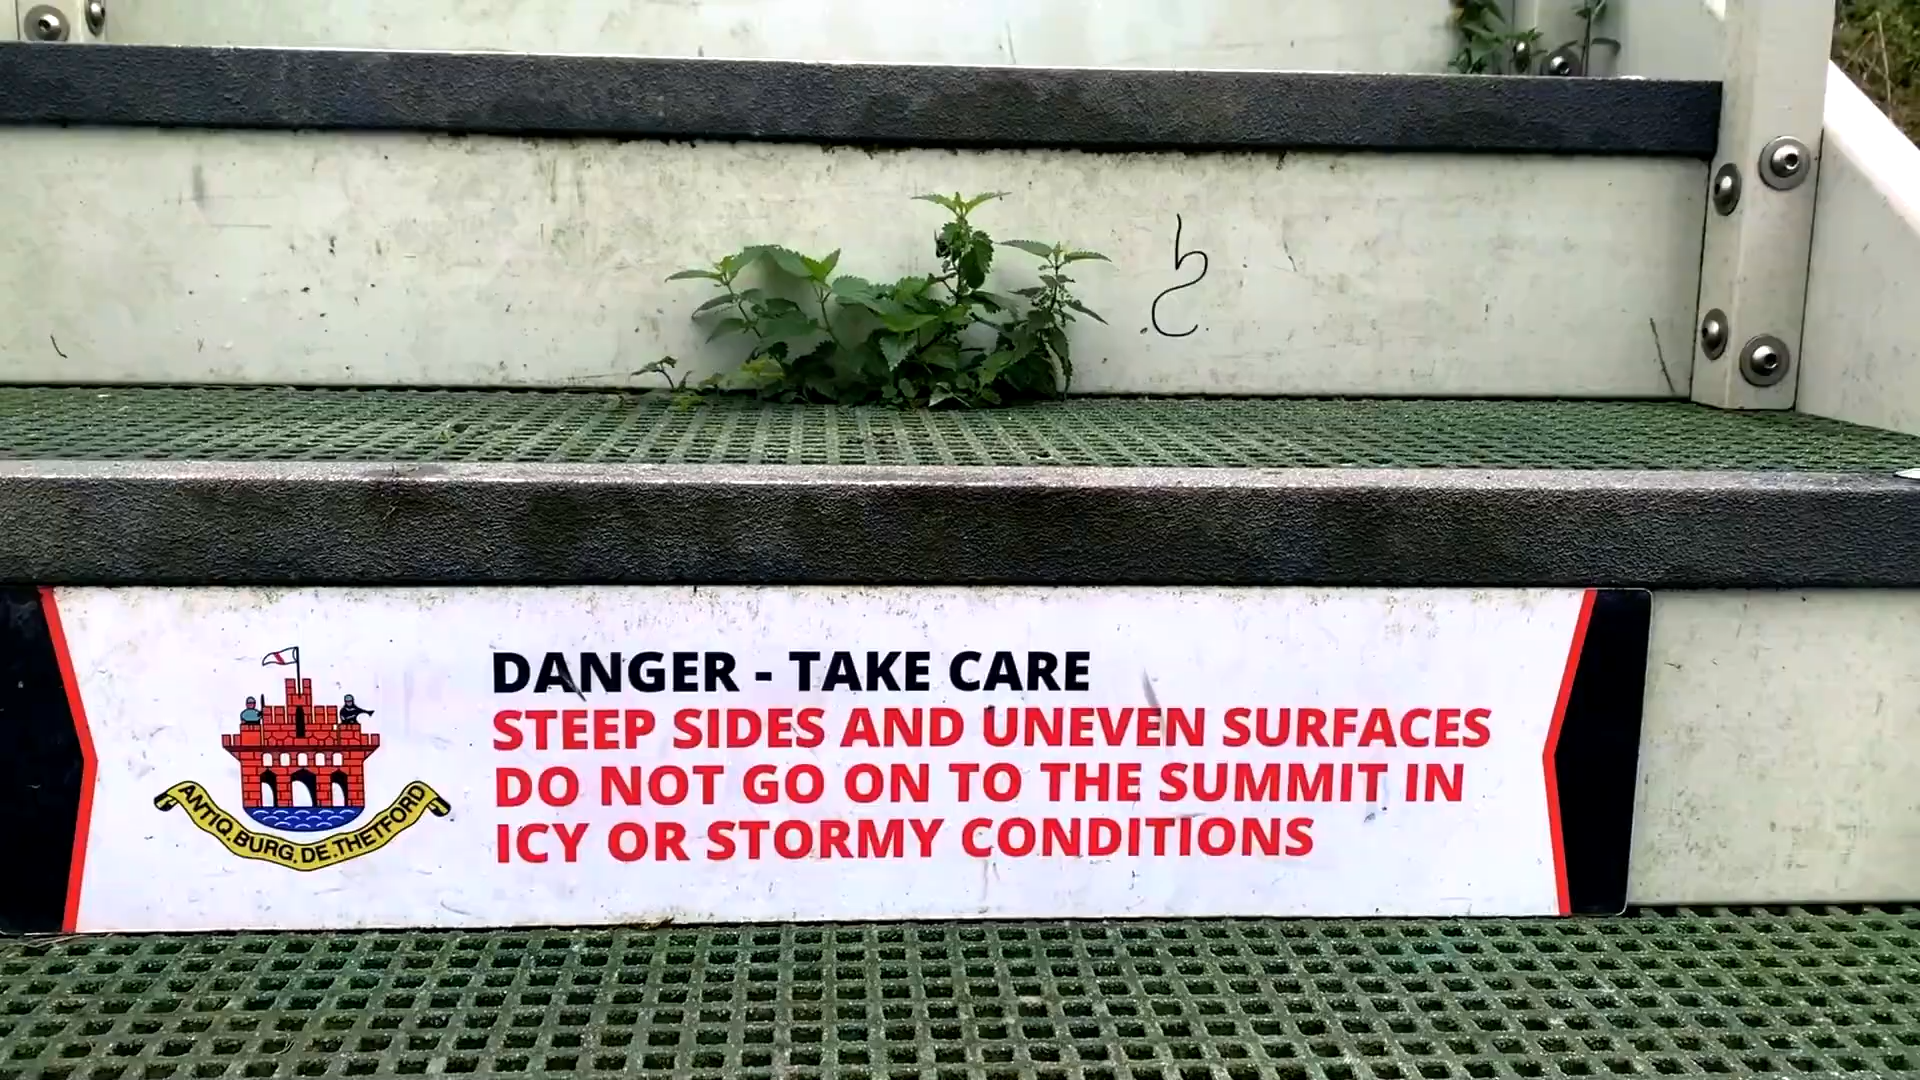 DANGER - TAKE CARE
STEEP SIDES AND UNEVEN SURFACES
DO NOT GO ON TO THE SUMMIT IN
ICY OR STORMY CONDITIONS
ANTIQ.BURG.DE.THETFORD